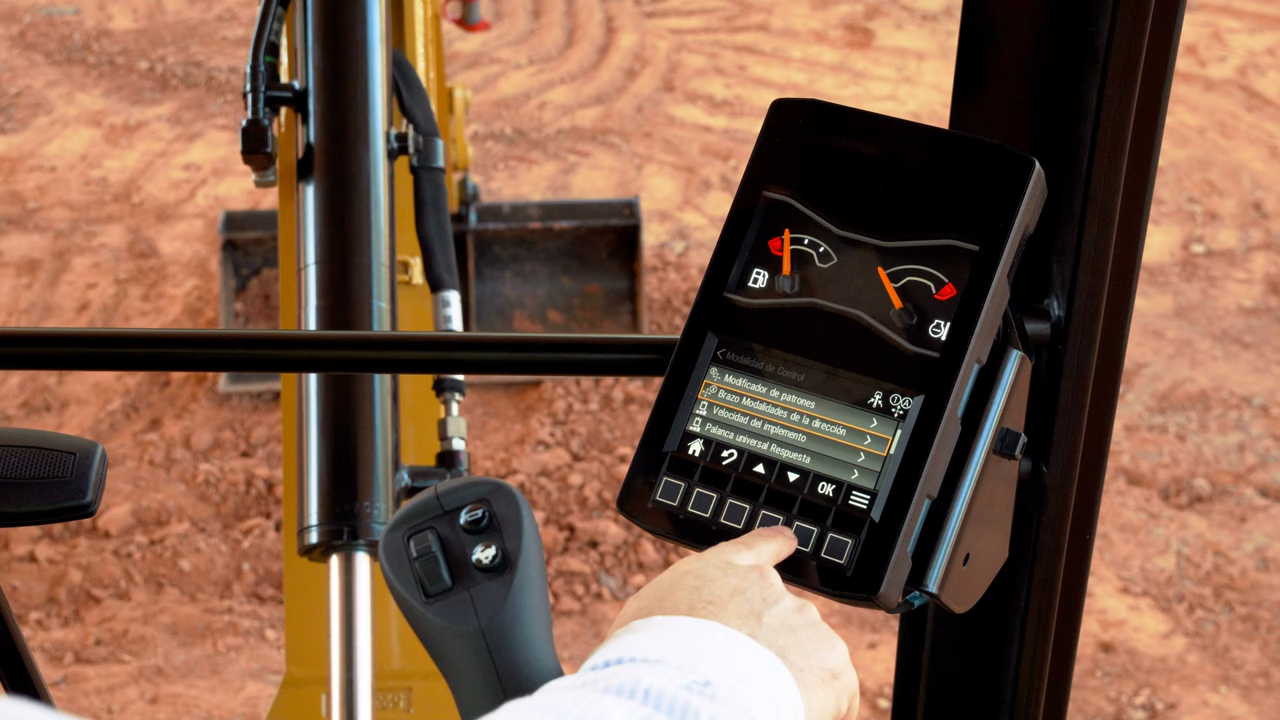 Modalidad de Control
Modificador de patrones
Brazo Modalidades de la dirección
Velocidad del implemento
Palanca universal Respuesta
OK